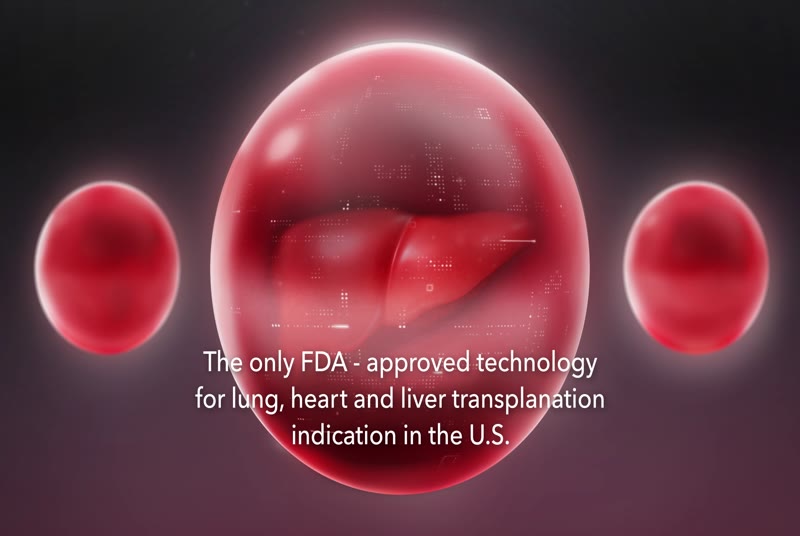 The only FDA - approved technology
for lung, heart and liver transplanation
indication in the U.S.